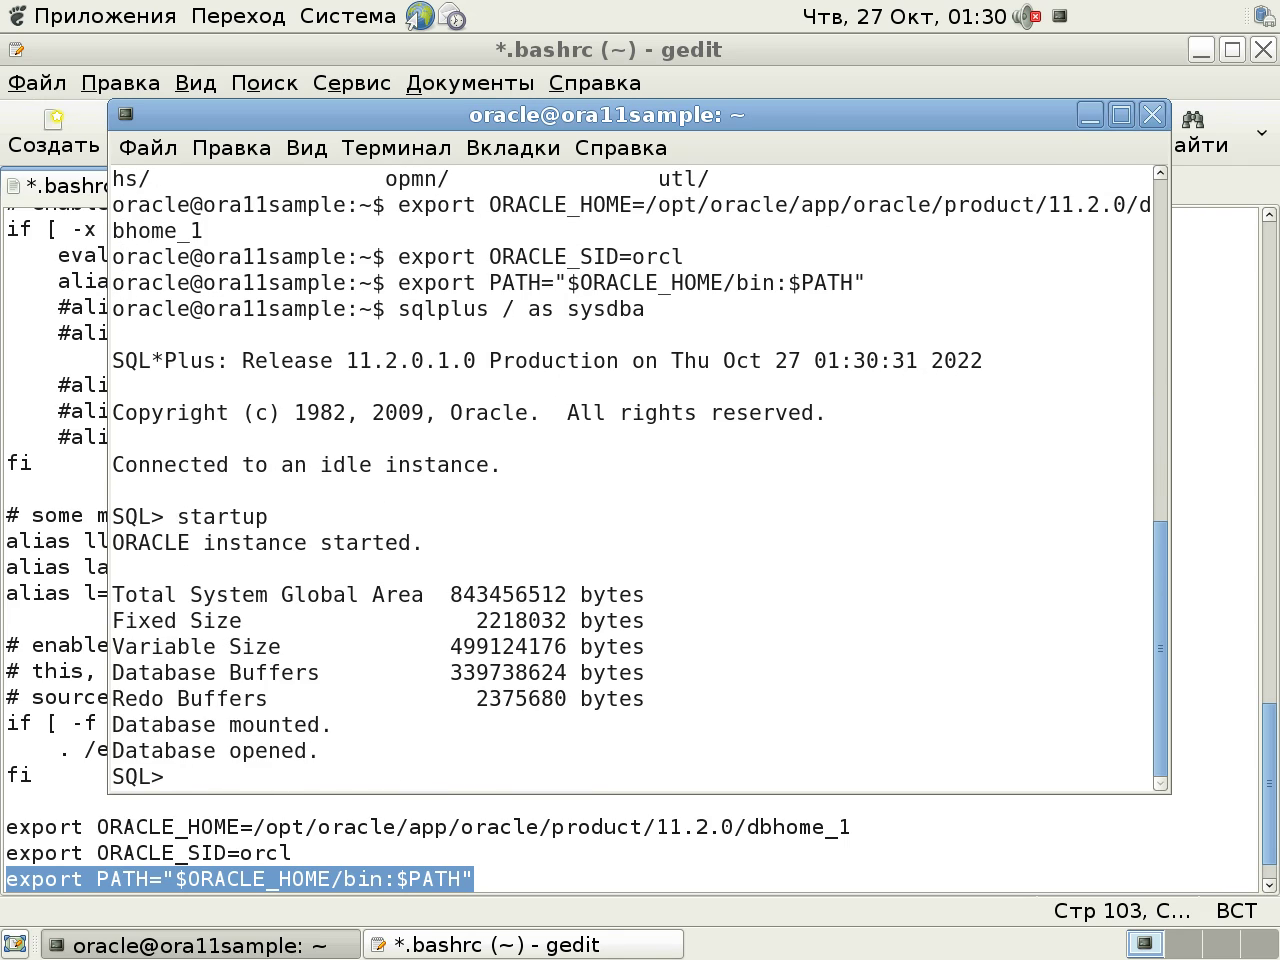 Приложения Переход Система
Чтв, 27 Окт, 01:30
*.bashrc (~) - gedit
Файл Правка Вид Поиск Сервис Документы Справка
Создать
айти
*.bashrc
oracle@ora11sample: ~
Файл Правка Вид Терминал Вкладки Справка
hs/ opmn/ utl/
oracle@ora11sample:~$ export ORACLE_HOME=/opt/oracle/app/oracle/product/11.2.0/d
bhome_1
oracle@ora11sample:~$ export ORACLE_SID=orcl
oracle@ora11sample:~$ export PATH="$ORACLE_HOME/bin:$PATH"
oracle@ora11sample:~$ sqlplus / as sysdba
SQL*Plus: Release 11.2.0.1.0 Production on Thu Oct 27 01:30:31 2022
Copyright (c) 1982, 2009, Oracle.  All rights reserved.
Connected to an idle instance.
SQL> startup
ORACLE instance started.
Total System Global Area  843456512 bytes
Fixed Size                  2218032 bytes
Variable Size             499124176 bytes
Database Buffers          339738624 bytes
Redo Buffers                2375680 bytes
Database mounted.
Database opened.
SQL>
if [ -x
eval
alia
#ali
#ali
#ali
#ali
#ali
fi
# some m
alias ll
alias la
alias l=
# enable
# this,
# source
if [ -f
. /e
fi
export ORACLE_HOME=/opt/oracle/app/oracle/product/11.2.0/dbhome_1
export ORACLE_SID=orcl
export PATH="$ORACLE_HOME/bin:$PATH"
Стр 103, С... ВСТ
oracle@ora11sample: ~
*.bashrc (~) - gedit